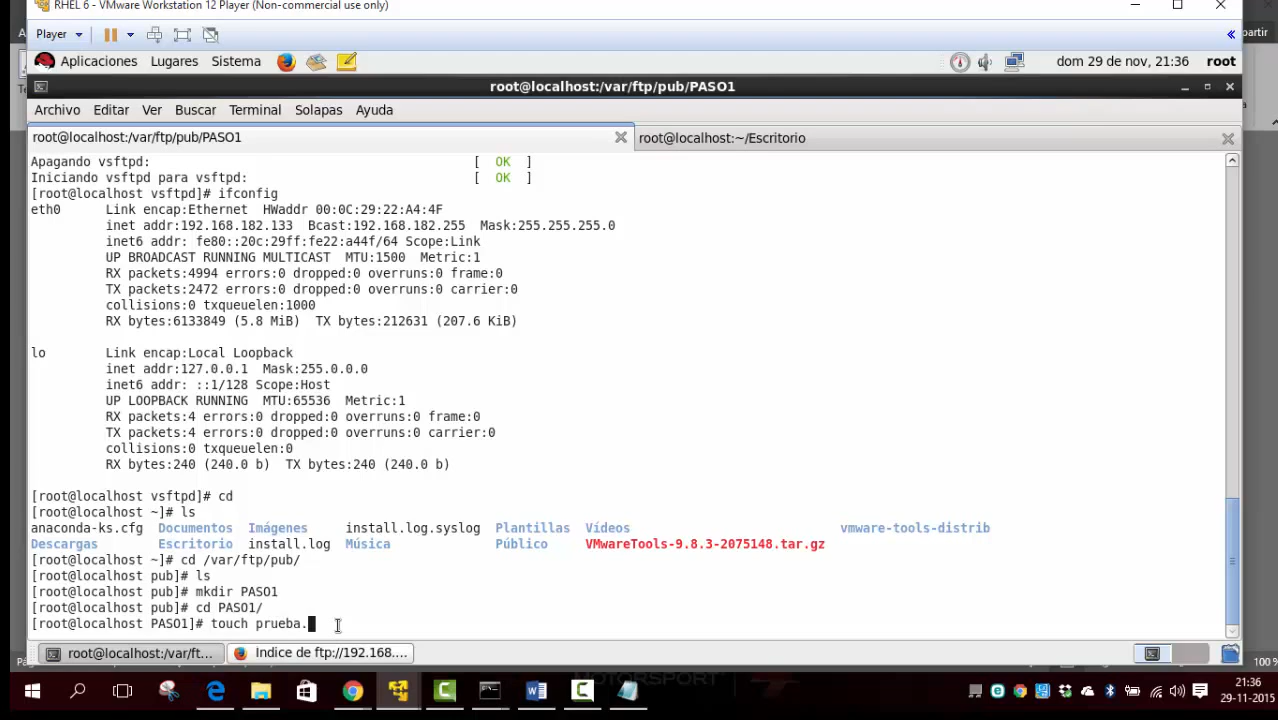 RHEL 6 - VMware Workstation 12 Player (Non-commercial use only)
Player
Aplicaciones Lugares Sistema dom 29 de nov, 21:36 root
root@localhost:/var/ftp/pub/PASO1
Archivo Editar Ver Buscar Terminal Solapas Ayuda
root@localhost:/var/ftp/pub/PASO1 root@localhost:~/Escritorio
Apagando vsftpd: [ OK ]
Iniciando vsftpd para vsftpd: [ OK ]
[root@localhost vsftpd]# ifconfig
eth0 Link encap:Ethernet HWaddr 00:0C:29:22:A4:4F
inet addr:192.168.182.133 Bcast:192.168.182.255 Mask:255.255.255.0
inet6 addr: fe80::20c:29ff:fe22:a44f/64 Scope:Link
UP BROADCAST RUNNING MULTICAST MTU:1500 Metric:1
RX packets:4994 errors:0 dropped:0 overruns:0 frame:0
TX packets:2472 errors:0 dropped:0 overruns:0 carrier:0
collisions:0 txqueuelen:1000
RX bytes:6133849 (5.8 MiB) TX bytes:212631 (207.6 KiB)
lo Link encap:Local Loopback
inet addr:127.0.0.1 Mask:255.0.0.0
inet6 addr: ::1/128 Scope:Host
UP LOOPBACK RUNNING MTU:65536 Metric:1
RX packets:4 errors:0 dropped:0 overruns:0 frame:0
TX packets:4 errors:0 dropped:0 overruns:0 carrier:0
collisions:0 txqueuelen:0
RX bytes:240 (240.0 b) TX bytes:240 (240.0 b)
[root@localhost vsftpd]# cd
[root@localhost ~]# ls
anaconda-ks.cfg Documentos Imágenes install.log.syslog Plantillas Vídeos vmware-tools-distrib
Descargas Escritorio install.log Música Público VMwareTools-9.8.3-2075148.tar.gz
[root@localhost ~]# cd /var/ftp/pub/
[root@localhost pub]# ls
[root@localhost pub]# mkdir PASO1
[root@localhost pub]# cd PASO1/
[root@localhost PASO1]# touch prueba.
root@localhost:/var/ft... Indice de ftp://192.168....
100 %
MOTORSPORT
21:36
29-11-2015